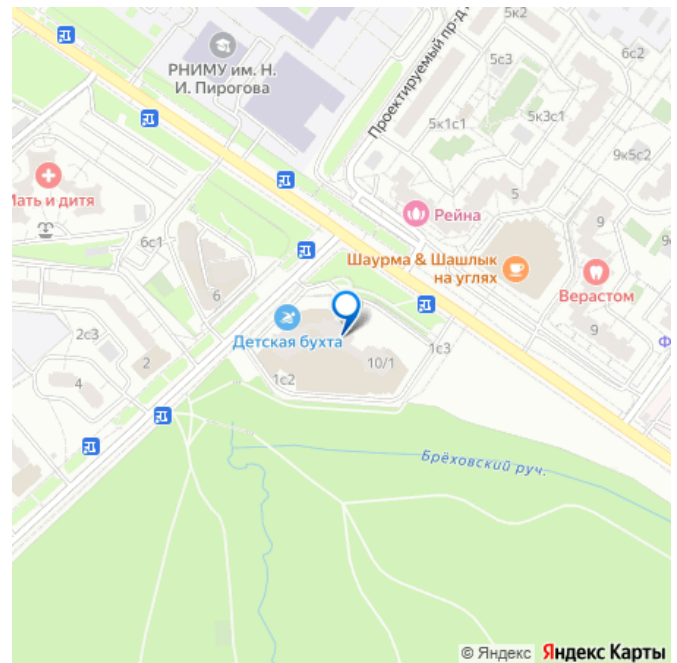 5к2
6с2
5с3
РНИМУ им. Н.
И. Пирогова
Проектируемый пр-д
5к1с1
5к3с1
9к5с2
Мать и дитя
5
Рейна
9
6с1
Шаурма & Шашлык
на углях
Верастом
6
Детская бухта
9
2с3
2
10/1
1с3
1с2
4
Брёховский руч.
© Яндекс Яндекс Карты